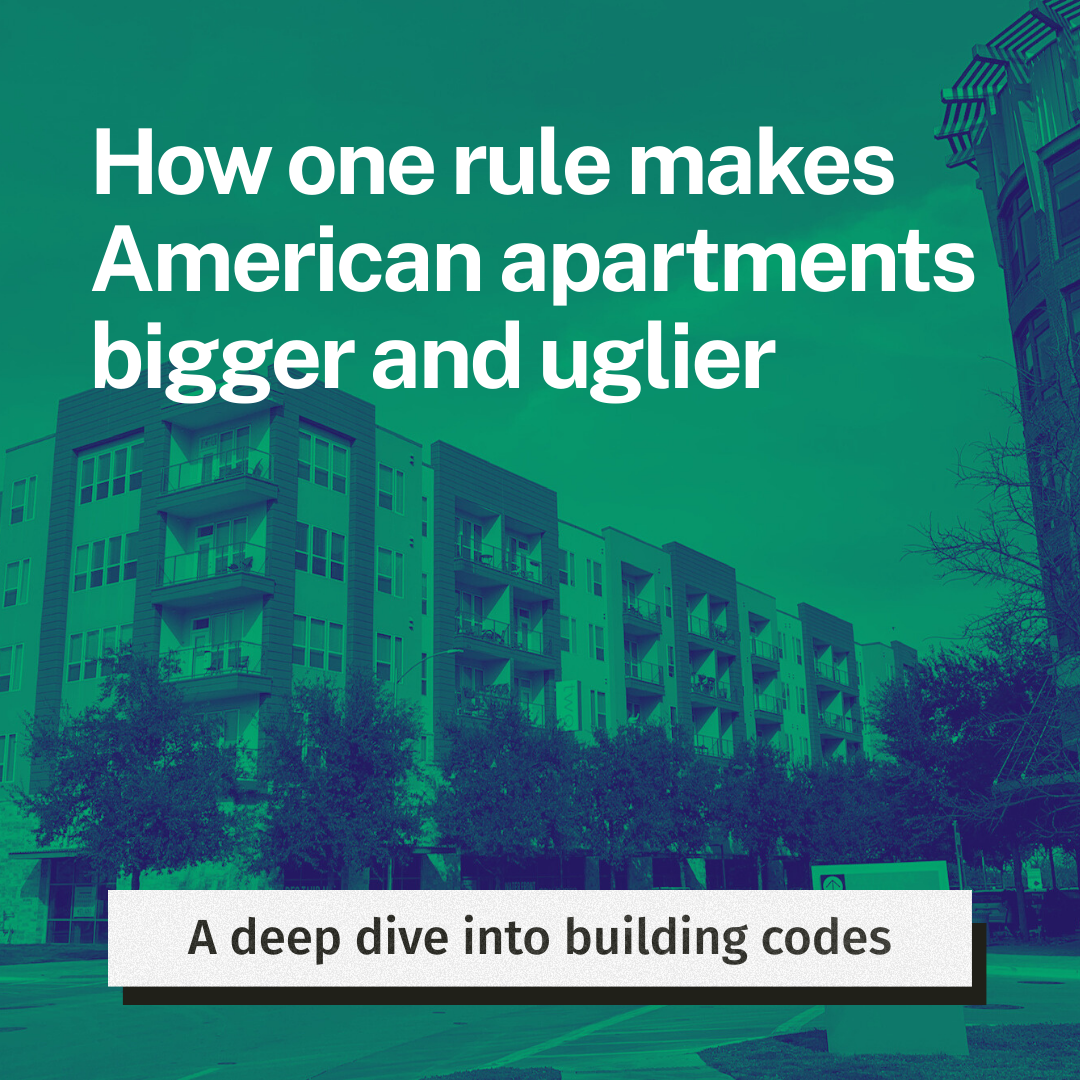 How one rule makes
American apartments
bigger and uglier
A deep dive into building codes